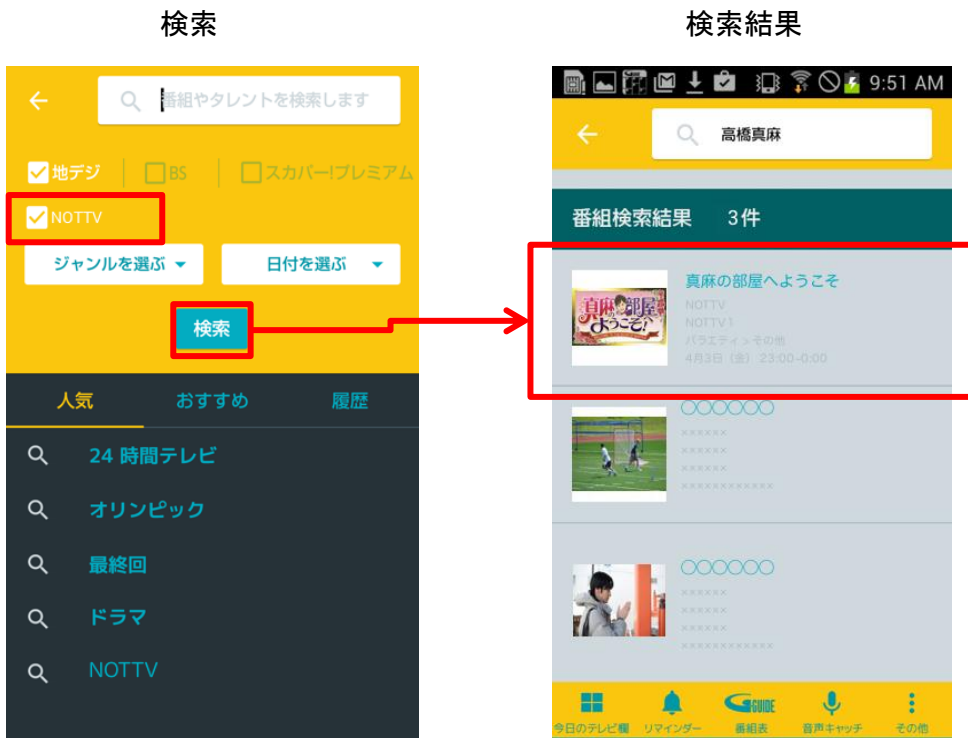 検索
検索結果
番組やタレントを検索します
地デジ
BS
スカパー!プレミアム
NOTTV
ジャンルを選ぶ
日付を選ぶ
検索
人気
おすすめ
履歴
24 時間テレビ
オリンピック
最終回
ドラマ
NOTTV
9:51 AM
高橋真麻
番組検索結果 3件
真麻の部屋へようこそ!
真麻の部屋へようこそ
NOTTV
NOTTV1
バラエティ>その他
4月3日 (金) 23:00-0:00
〇〇〇〇〇〇
××××××
××××××
××××××
××××××××××××
〇〇〇〇〇〇
××××××
××××××
××××××
××××××××××××
今日のテレビ欄
リマインダー
G GUIDE
番組表
音声キャッチ
その他